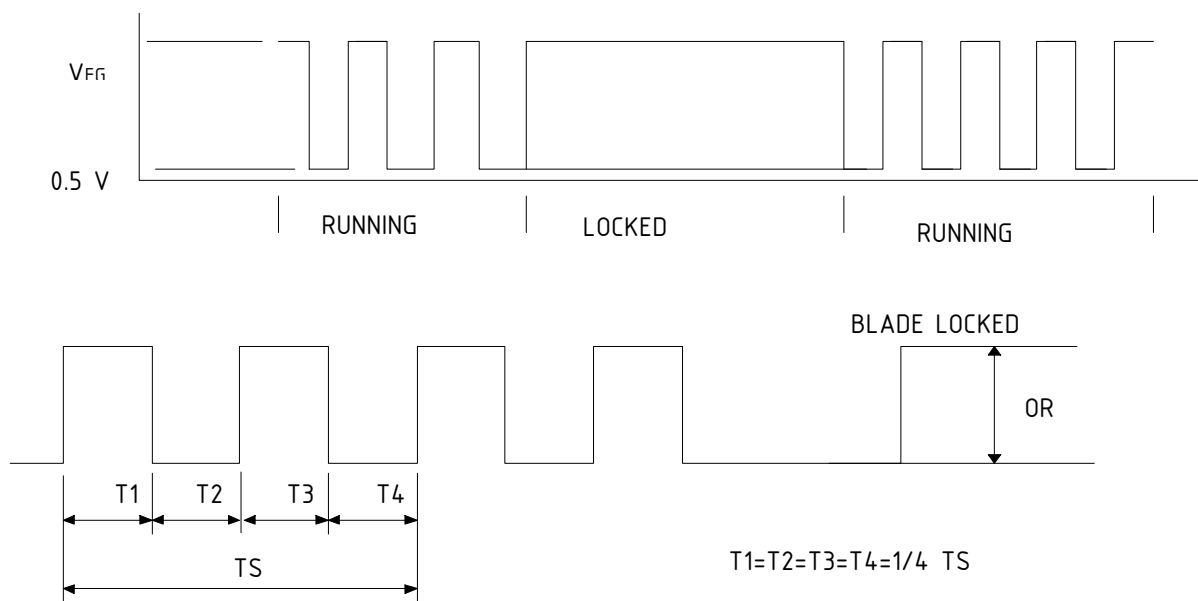 VFG
0.5 V
RUNNING
LOCKED
RUNNING
BLADE LOCKED
OR
T1
T2
T3
T4
TS
T1=T2=T3=T4=1/4 TS